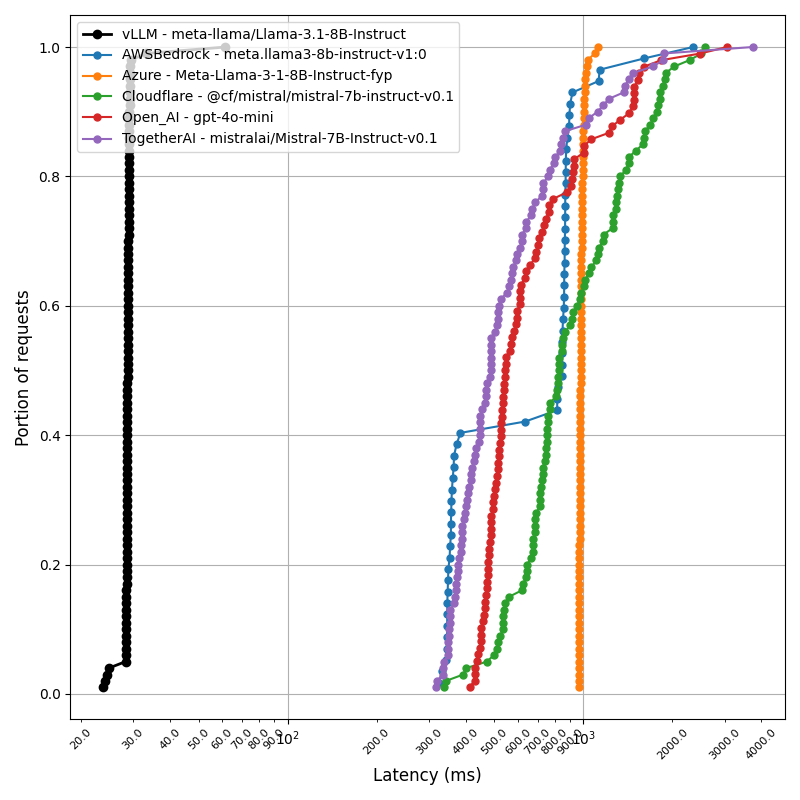 vLLM - meta-llama/Llama-3.1-8B-Instruct
AWSBedrock - meta.llama3-8b-instruct-v1:0
Azure - Meta-Llama-3-1-8B-Instruct-fyp
Cloudflare - @cf/mistral/mistral-7b-instruct-v0.1
Open_AI - gpt-4o-mini
TogetherAI - mistralai/Mistral-7B-Instruct-v0.1
1.0
0.8
0.6
0.4
0.2
0.0
Portion of requests
20.0 30.0 40.0 50.0 60.0 70.0 80.0 90.0 10² 200.0 300.0 400.0 500.0 600.0 700.0 800.0 900.0 10³ 2000.0 3000.0 4000.0
Latency (ms)